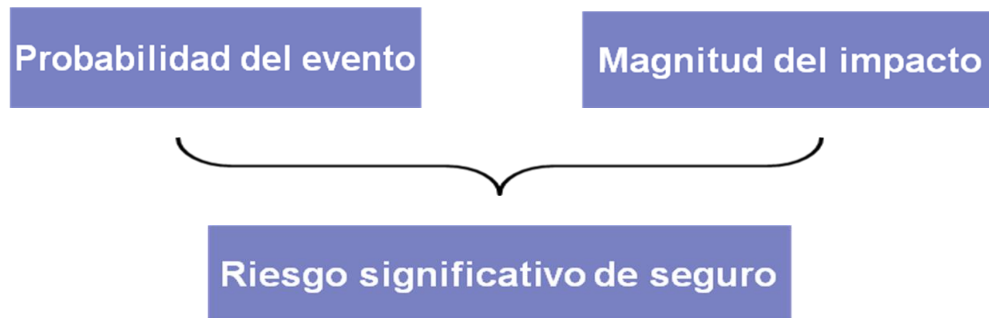 Probabilidad del evento
Magnitud del impacto
Riesgo significativo de seguro